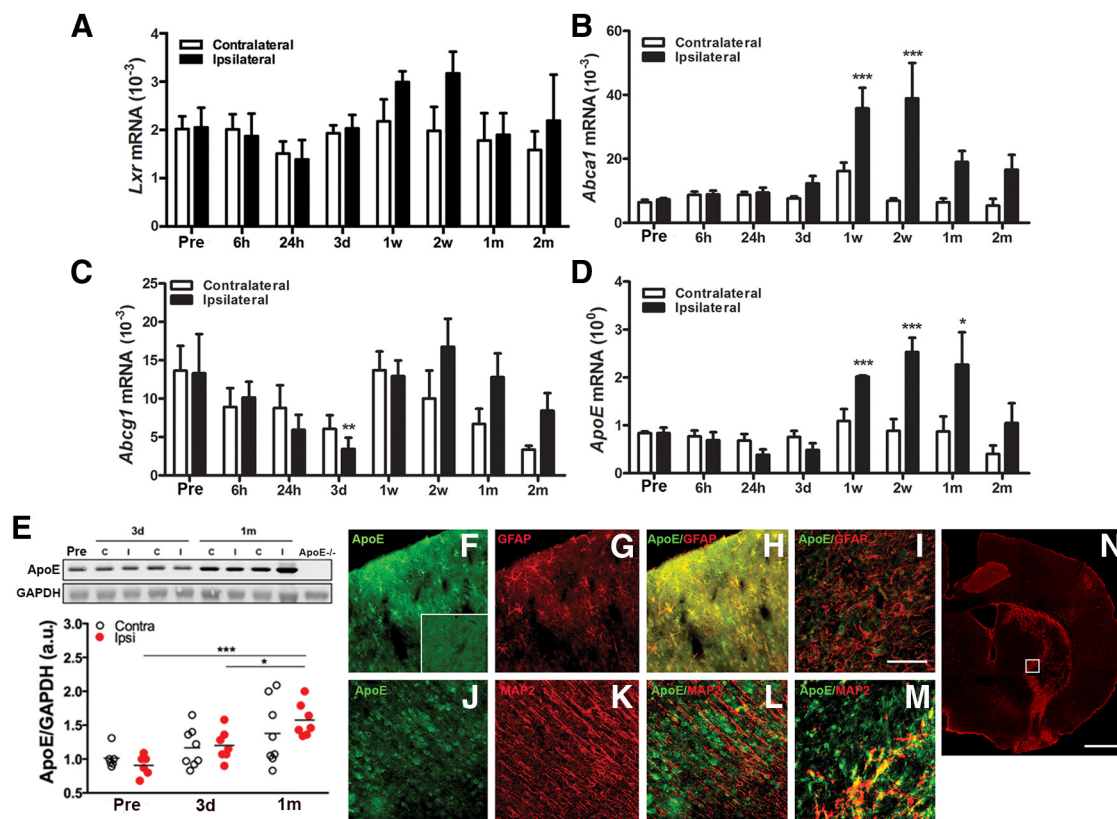 A
Lxr mRNA (10⁻³)
Contralateral
Ipsilateral
4
3
2
1
0
Pre 6h 24h 3d 1w 2w 1m 2m
B
Abca1 mRNA (10⁻³)
Contralateral
Ipsilateral
60
40
20
0
*** ***
Pre 6h 24h 3d 1w 2w 1m 2m
C
Abcg1 mRNA (10⁻³)
Contralateral
Ipsilateral
25
20
15
10
5
0
**
Pre 6h 24h 3d 1w 2w 1m 2m
D
ApoE mRNA (10⁰)
Contralateral
Ipsilateral
4
3
2
1
0
*** *** *
Pre 6h 24h 3d 1w 2w 1m 2m
E
3d 1m
Pre C I C I C I C I ApoE-/-
ApoE
GAPDH
ApoE/GAPDH (a.u.)
Contra
Ipsi
3.0
2.5
2.0
1.5
1.0
0.5
***
*
Pre 3d 1m
ApoE F
GFAP G
ApoE/GFAP H
ApoE/GFAP I
ApoE J
MAP2 K
ApoE/MAP2 L
ApoE/MAP2 M
N